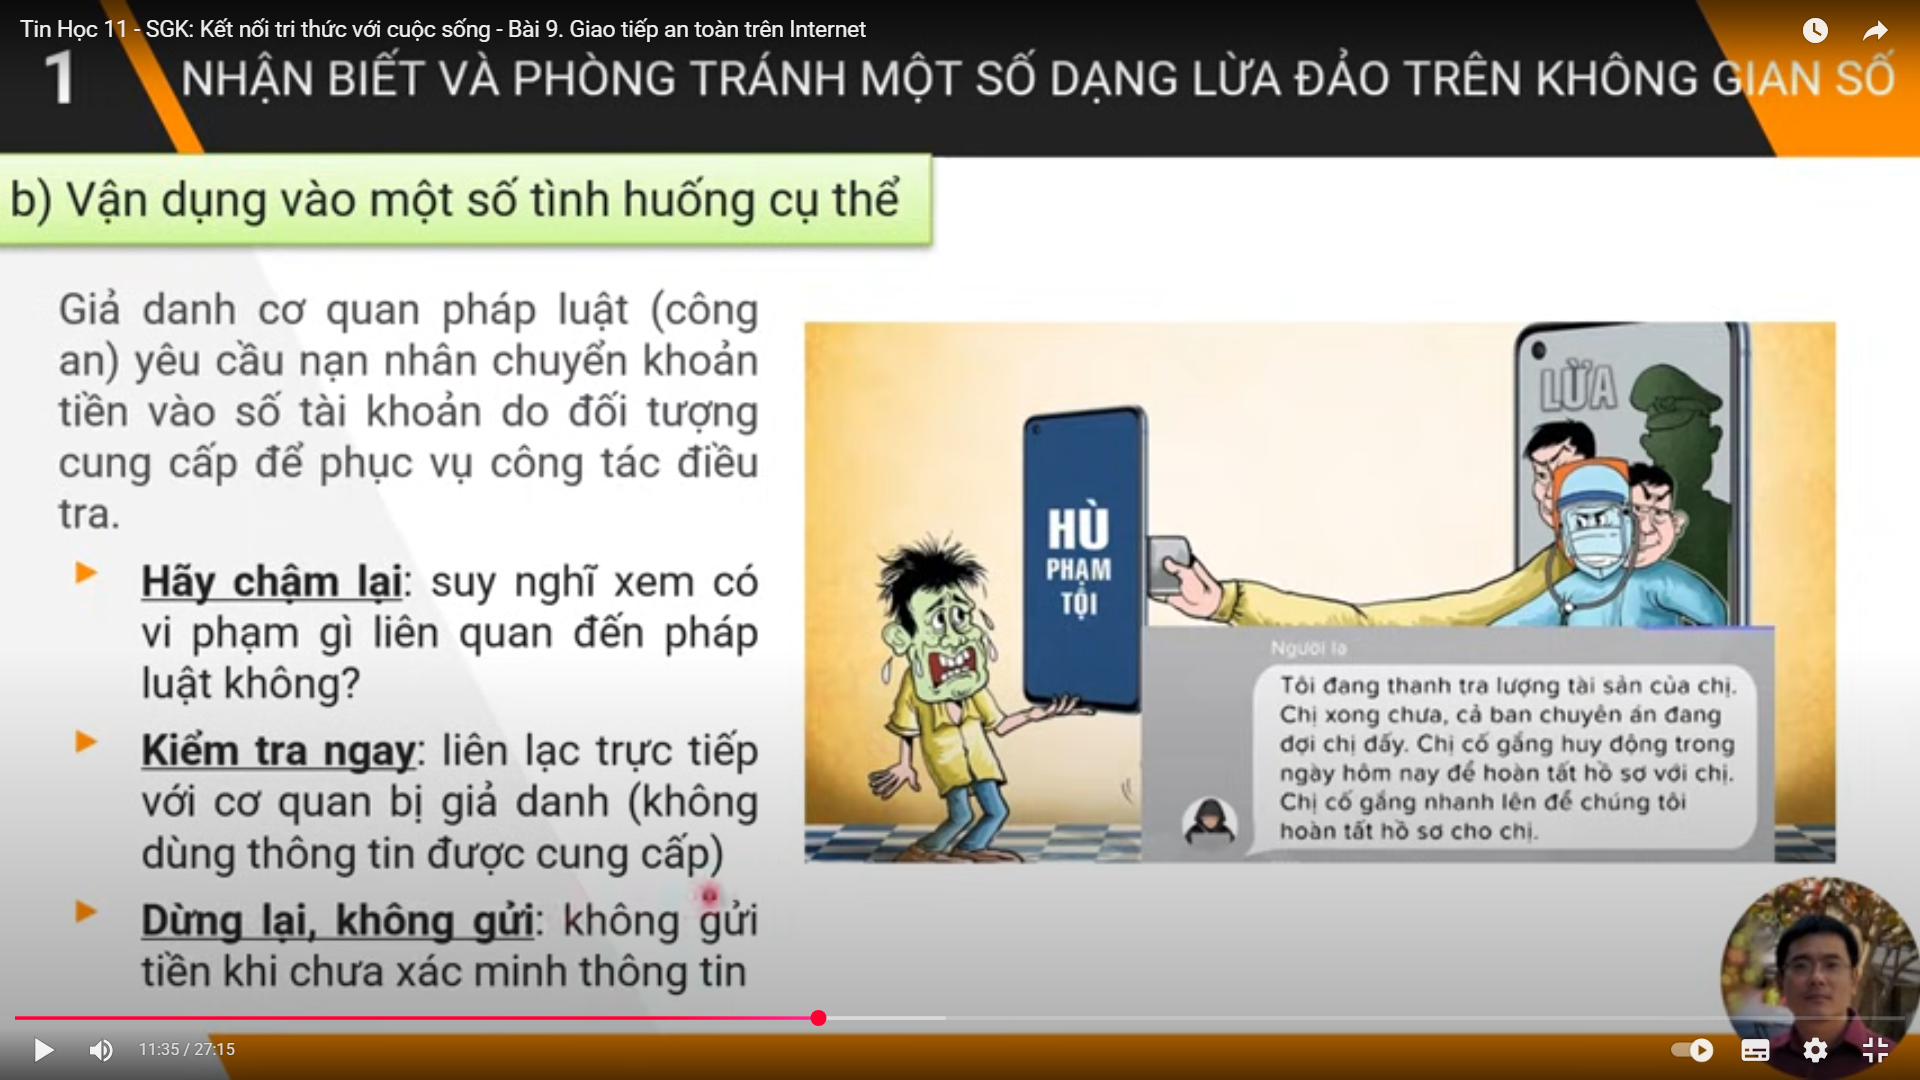 Tin Học 11 - SGK: Kết nối tri thức với cuộc sống - Bài 9. Giao tiếp an toàn trên Internet
1
NHẬN BIẾT VÀ PHÒNG TRÁNH MỘT SỐ DẠNG LỪA ĐẢO TRÊN KHÔNG GIAN SỐ
b) Vận dụng vào một số tình huống cụ thể
Giả danh cơ quan pháp luật (công
an) yêu cầu nạn nhân chuyển khoản
tiền vào số tài khoản do đối tượng
cung cấp để phục vụ công tác điều
tra.
Hãy chậm lại: suy nghĩ xem có
vi phạm gì liên quan đến pháp
luật không?
Kiểm tra ngay: liên lạc trực tiếp
với cơ quan bị giả danh (không
dùng thông tin được cung cấp)
Dừng lại, không gửi: không gửi
tiền khi chưa xác minh thông tin
LỪA
HÙ
PHẠM
TỘI
Người lạ
Tôi đang thanh tra lượng tài sản của chị.
Chị xong chưa, cả ban chuyên án đang
đợi chị đấy. Chị cố gắng huy động trong
ngày hôm nay để hoàn tất hồ sơ với chị.
Chị cố gắng nhanh lên để chúng tôi
hoàn tất hồ sơ cho chị.
11:35 / 27:15